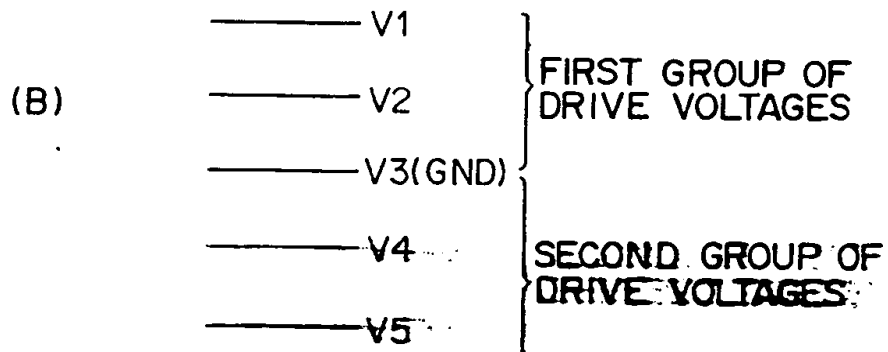 V1
FIRST GROUP OF
DRIVE VOLTAGES
(B)
V2
V3(GND)
V4
SECOND GROUP OF
DRIVE VOLTAGES
V5